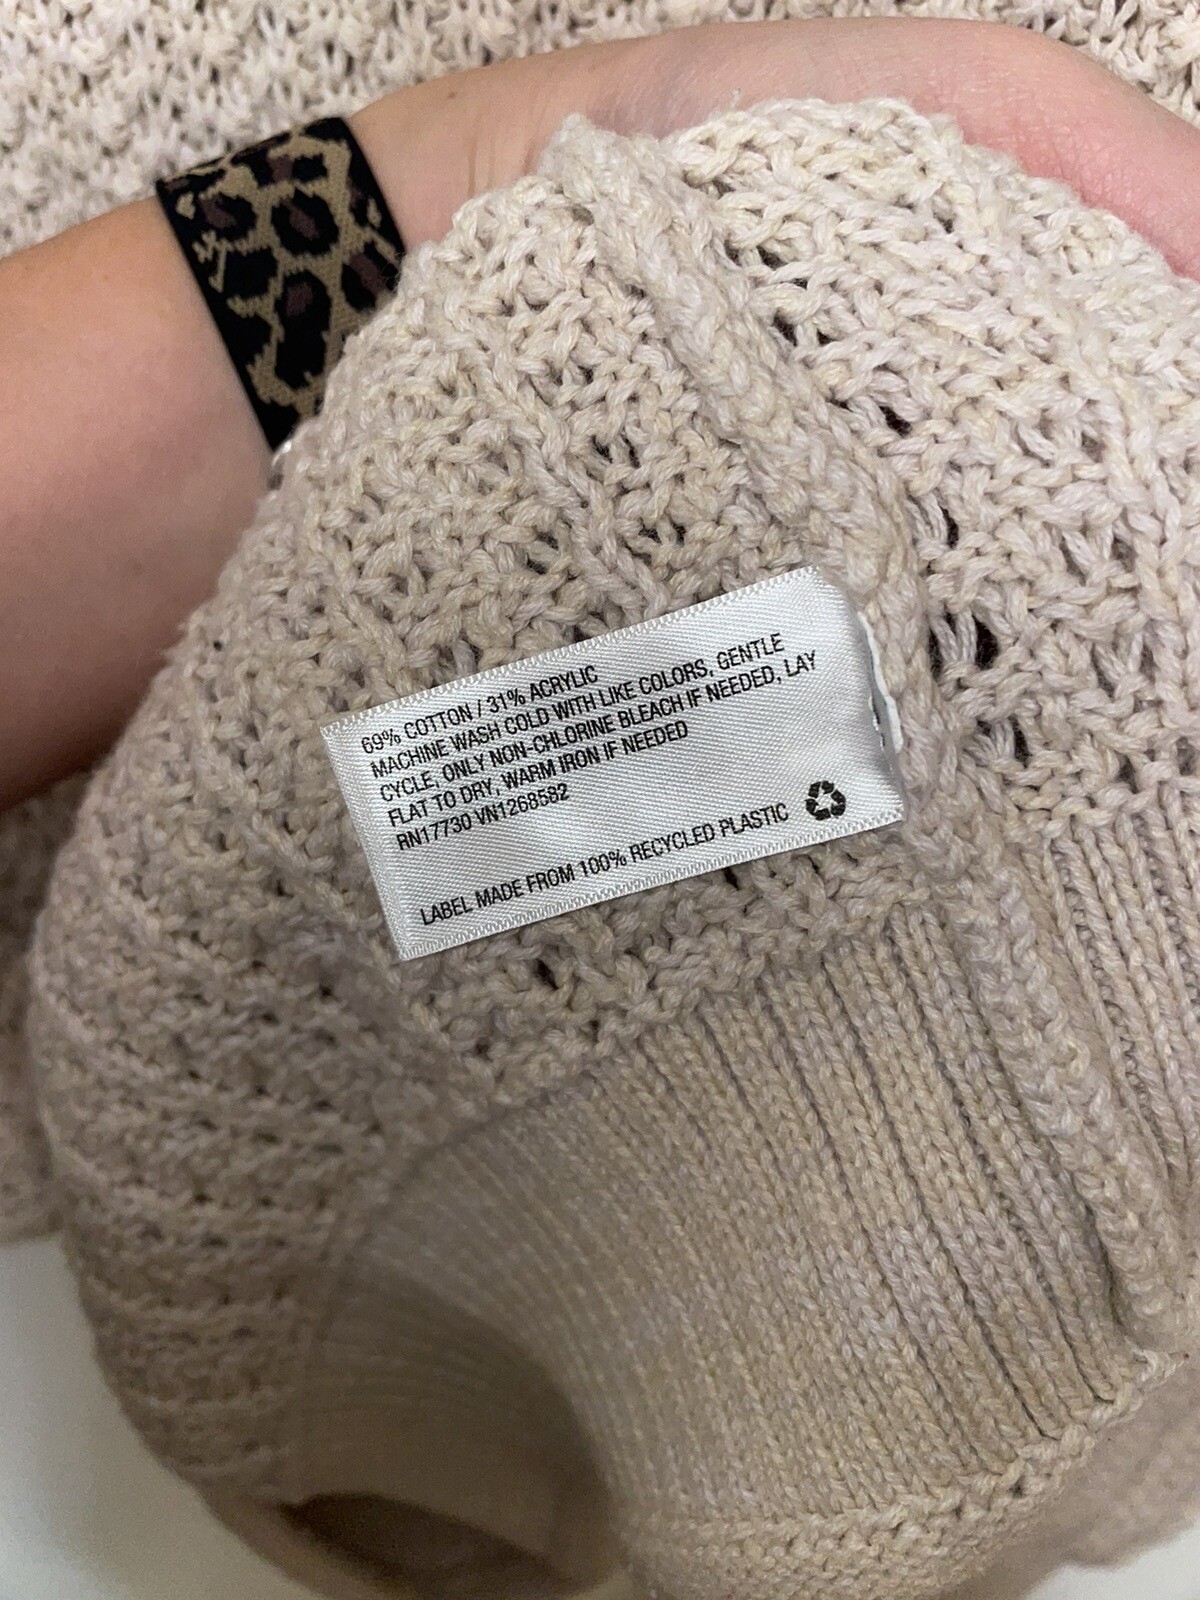 69% COTTON / 31% ACRYLIC
MACHINE WASH COLD WITH LIKE COLORS, GENTLE
CYCLE, ONLY NON-CHLORINE BLEACH IF NEEDED, LAY
FLAT TO DRY, WARM IRON IF NEEDED
RN17730 VN1268582
LABEL MADE FROM 100% RECYCLED PLASTIC